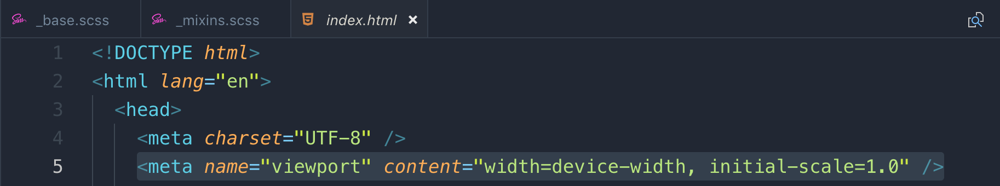 _base.scss _mixins.scss index.html
1 <!DOCTYPE html>
2 <html lang="en">
3 <head>
4 <meta charset="UTF-8" />
5 <meta name="viewport" content="width=device-width, initial-scale=1.0" />